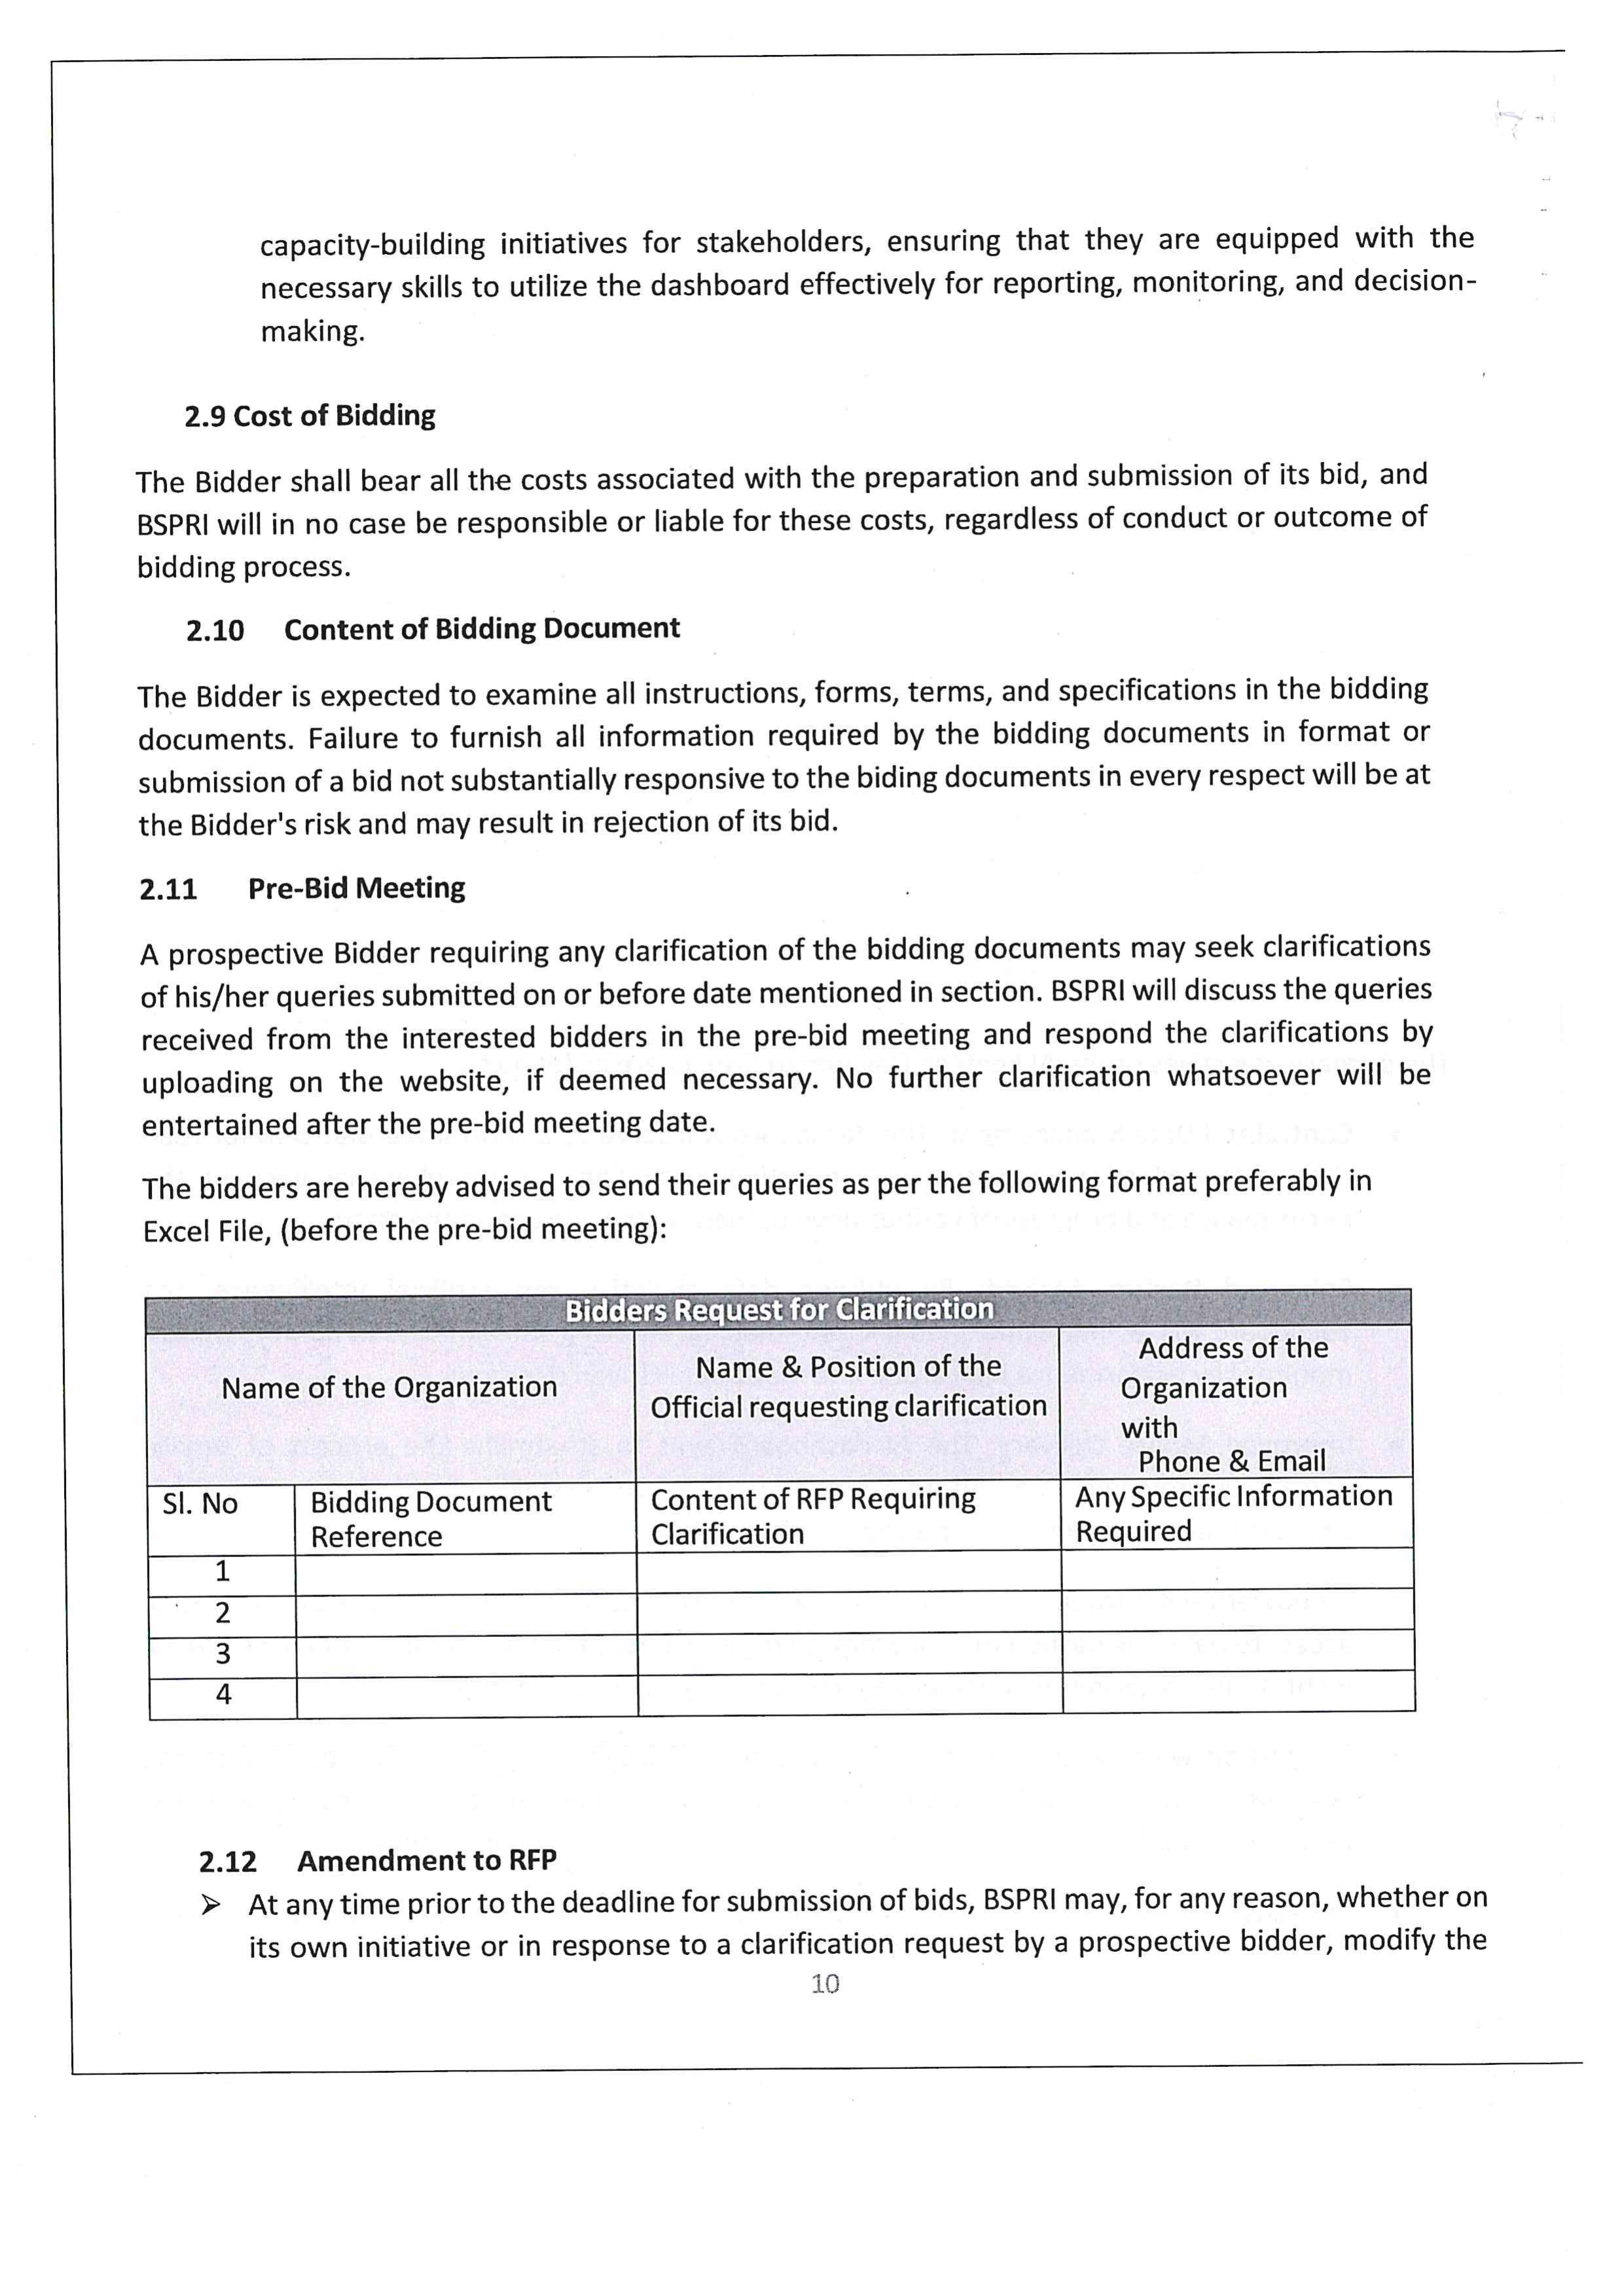 capacity-building initiatives for stakeholders, ensuring that they are equipped with the
necessary skills to utilize the dashboard effectively for reporting, monitoring, and decision-
making.
2.9 Cost of Bidding
The Bidder shall bear all the costs associated with the preparation and submission of its bid, and
BSPRI will in no case be responsible or liable for these costs, regardless of conduct or outcome of
bidding process.
2.10 Content of Bidding Document
The Bidder is expected to examine all instructions, forms, terms, and specifications in the bidding
documents. Failure to furnish all information required by the bidding documents in format or
submission of a bid not substantially responsive to the biding documents in every respect will be at
the Bidder's risk and may result in rejection of its bid.
2.11 Pre-Bid Meeting
A prospective Bidder requiring any clarification of the bidding documents may seek clarifications
of his/her queries submitted on or before date mentioned in section. BSPRI will discuss the queries
received from the interested bidders in the pre-bid meeting and respond the clarifications by
uploading on the website, if deemed necessary. No further clarification whatsoever will be
entertained after the pre-bid meeting date.
The bidders are hereby advised to send their queries as per the following format preferably in
Excel File, (before the pre-bid meeting):
Bidders Request for Clarification
Name of the Organization
Name & Position of the
Official requesting clarification
Address of the
Organization
with
Phone & Email
Sl. No
Bidding Document
Reference
Content of RFP Requiring
Clarification
Any Specific Information
Required
1
2
3
4
2.12 Amendment to RFP
➢ At any time prior to the deadline for submission of bids, BSPRI may, for any reason, whether on
its own initiative or in response to a clarification request by a prospective bidder, modify the
10